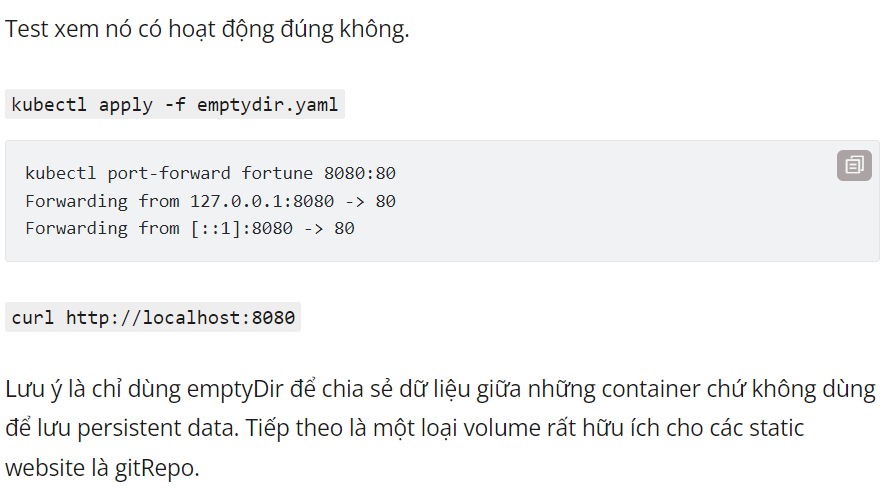 Test xem nó có hoạt động đúng không.
kubectl apply -f emptydir.yaml
kubectl port-forward fortune 8080:80
Forwarding from 127.0.0.1:8080 -> 80
Forwarding from [::1]:8080 -> 80
curl http://localhost:8080
Lưu ý là chỉ dùng emptyDir để chia sẻ dữ liệu giữa những container chứ không dùng
để lưu persistent data. Tiếp theo là một loại volume rất hữu ích cho các static
website là gitRepo.